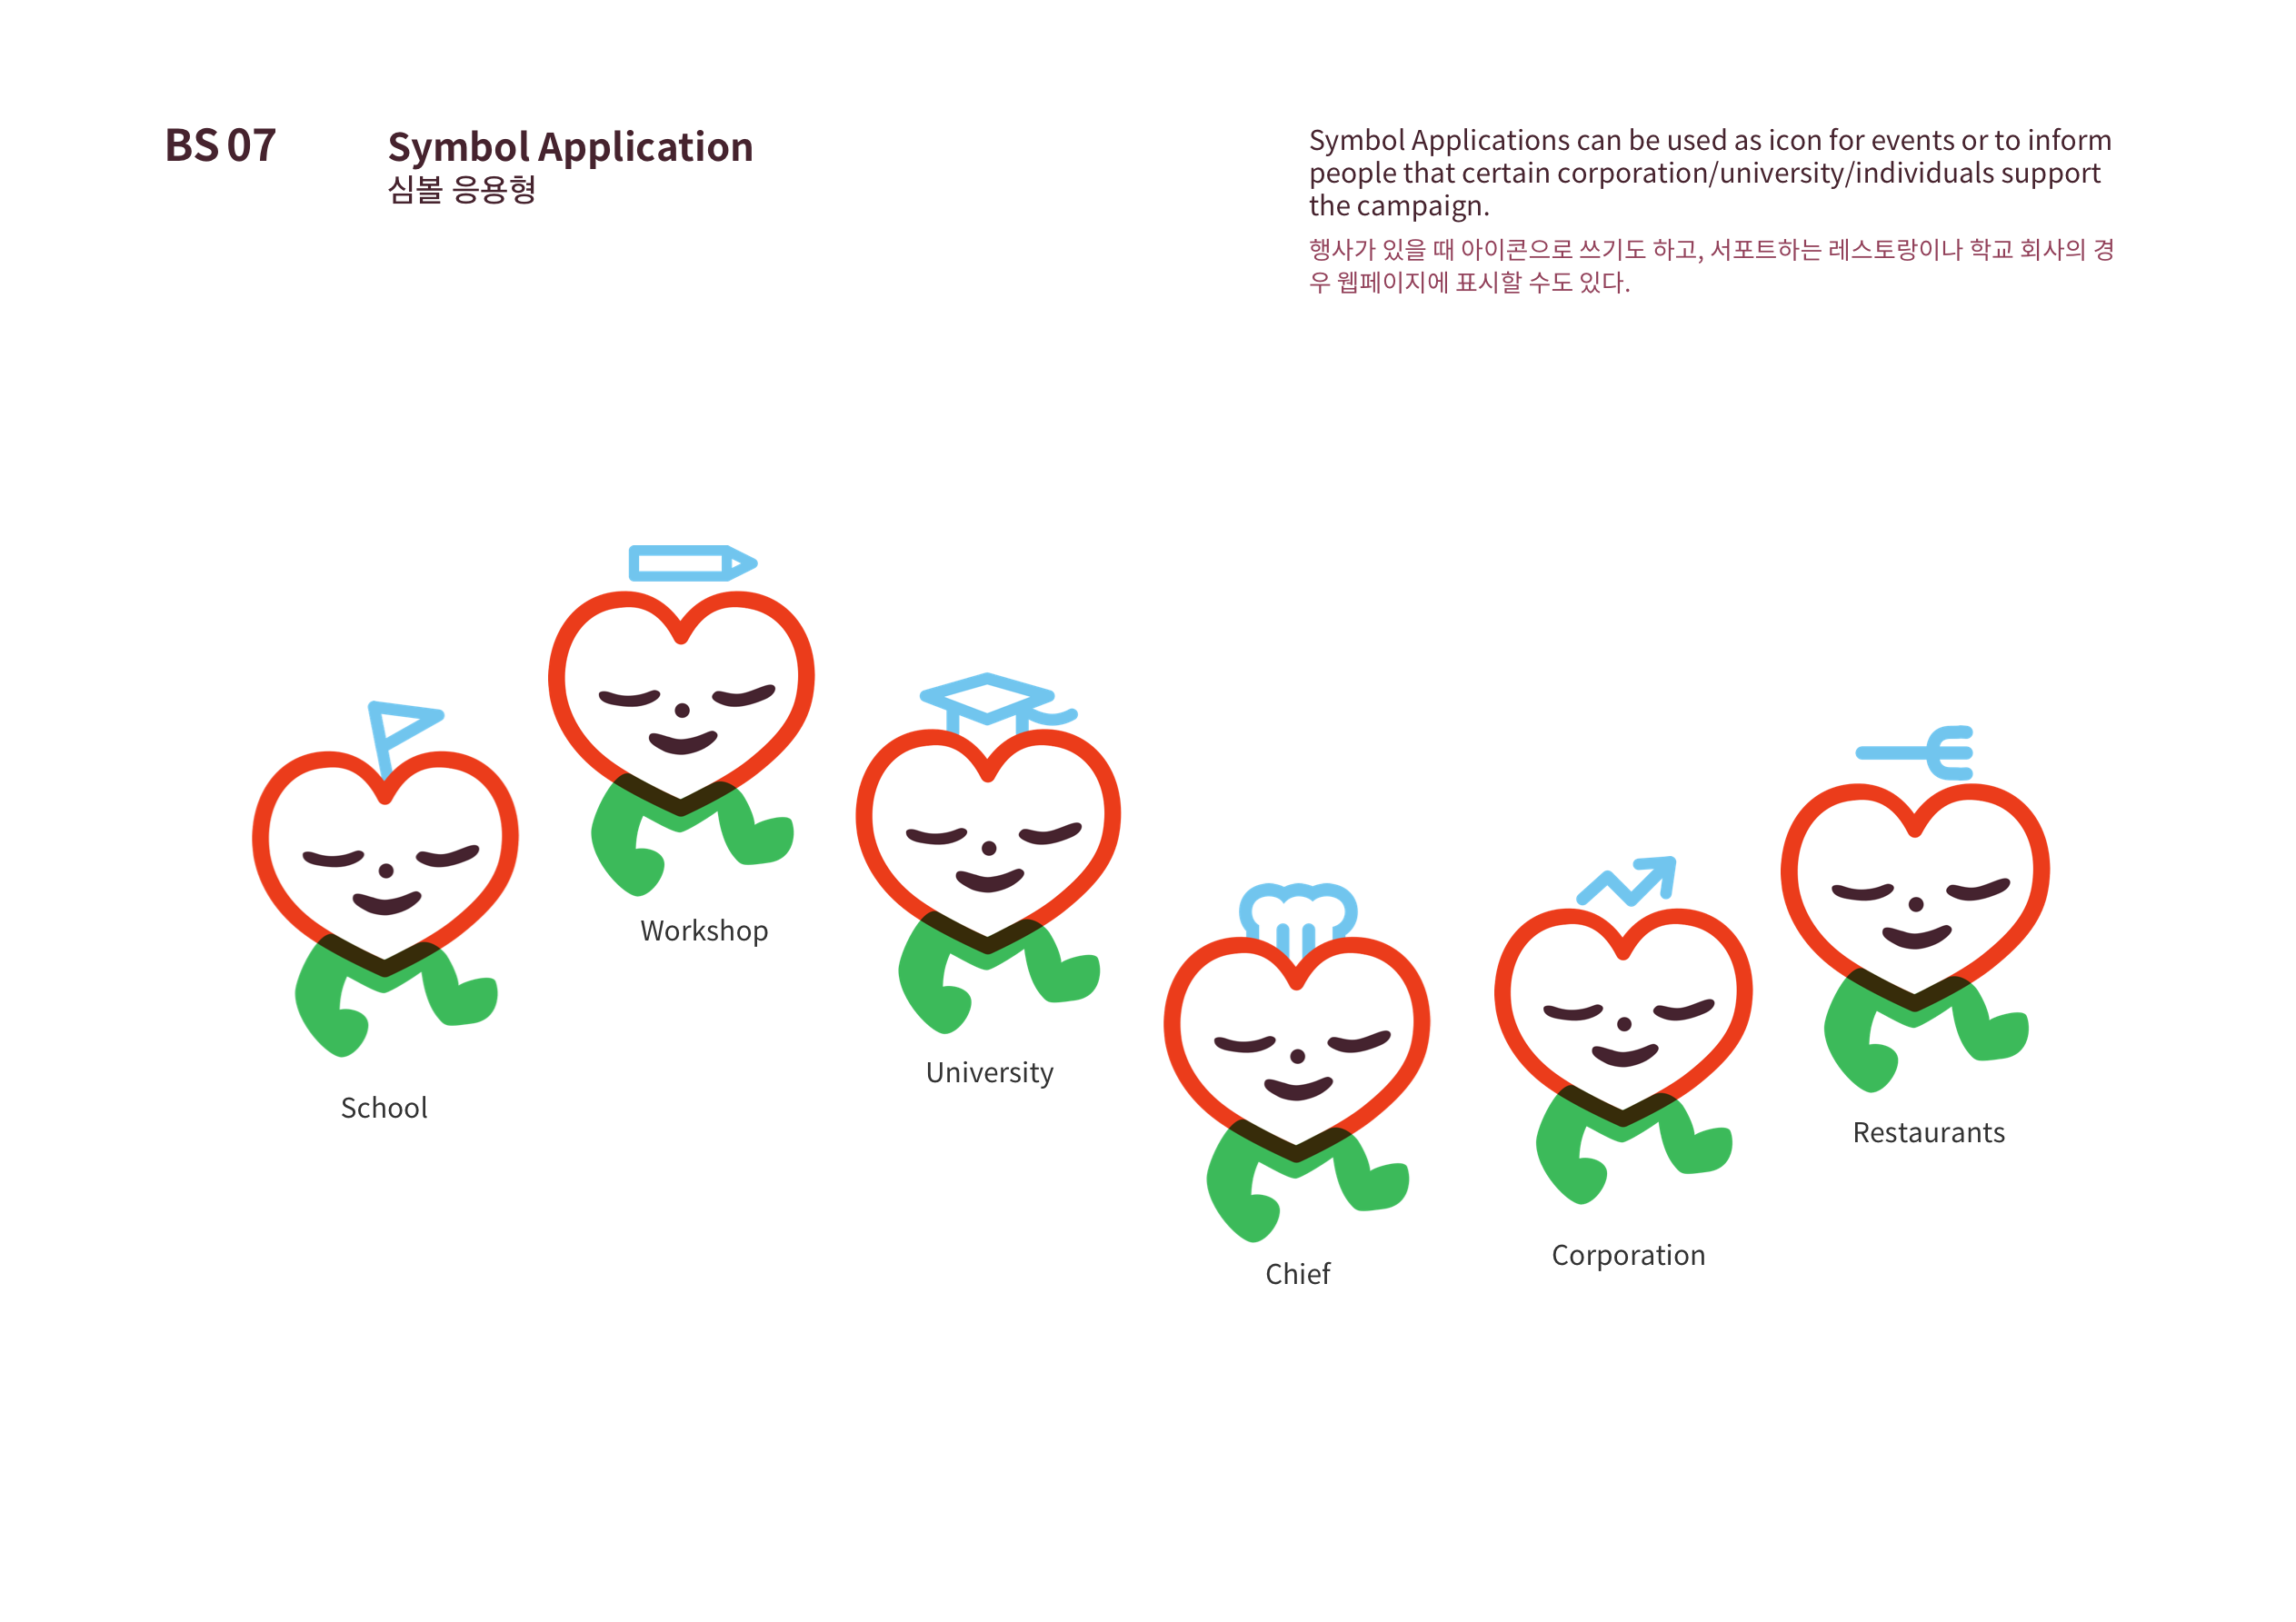 BS 07
Symbol Application
심볼 응용형
Symbol Applications can be used as icon for events or to inform
people that certain corporation/university/individuals support
the campaign.
행사가 있을 때 아이콘으로 쓰기도 하고, 서포트하는 레스토랑이나 학교 회사의 경
우 웹페이지에 표시할 수도 있다.
School
Workshop
University
Chief
Corporation
Restaurants